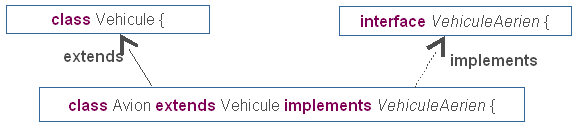 class Vehicule {
interface VehiculeAerien {
extends
implements
class Avion extends Vehicule implements VehiculeAerien {